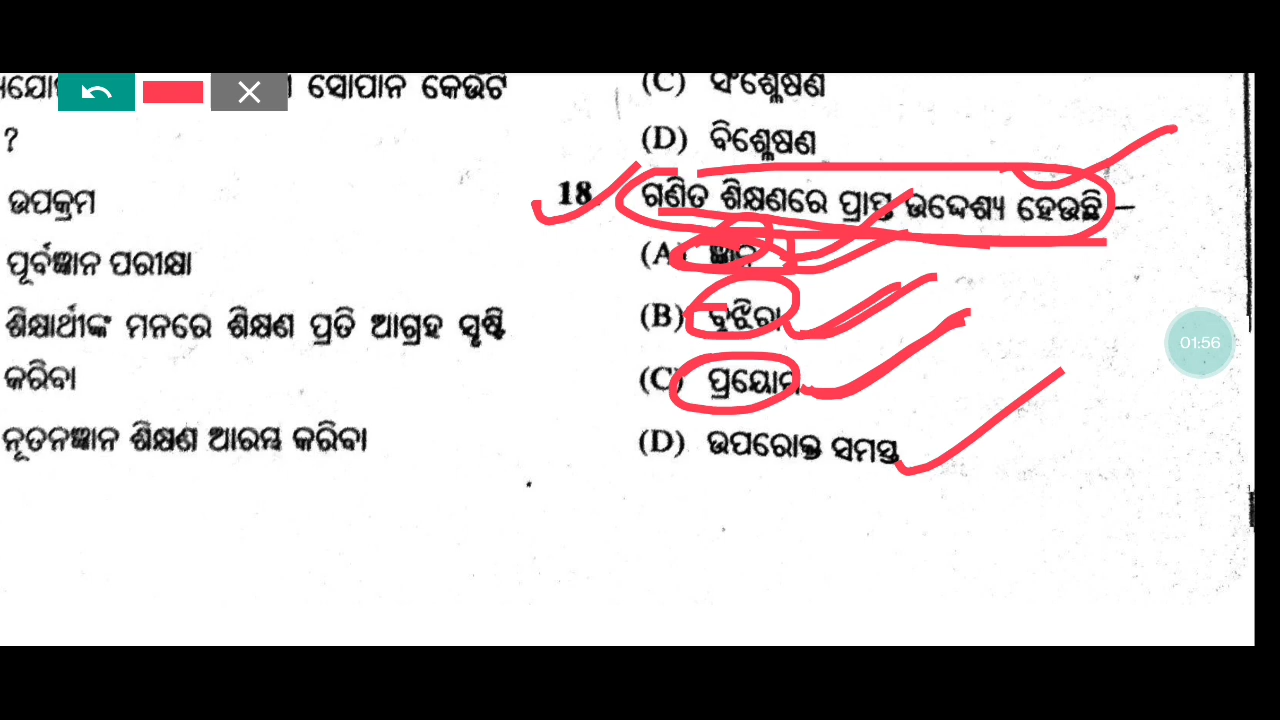 ସୋପାନ କେଉଟି
?
ଉପକ୍ରମ
ପୂର୍ବଜ୍ଞାନ ପରୀକ୍ଷା
ଶିକ୍ଷାର୍ଥୀଙ୍କ ମନରେ ଶିକ୍ଷଣ ପ୍ରତି ଆଗ୍ରହ ସୃଷ୍ଟି
କରିବା
ନୂତନଜ୍ଞାନ ଶିକ୍ଷଣ ଆରମ୍ଭ କରିବା
(C) ସଂଶ୍ଳେଷଣ
(D) ବିଶ୍ଳେଷଣ
18. ଗଣିତ ଶିକ୍ଷଣରେ ପ୍ରାପ୍ତ ଉଦ୍ଦେଶ୍ୟ ହେଉଛି —
(A) ଜ୍ଞାନ
(B) ବୁଝିବା
(C) ପ୍ରୟୋଗ
(D) ଉପରୋକ୍ତ ସମସ୍ତ
01:56